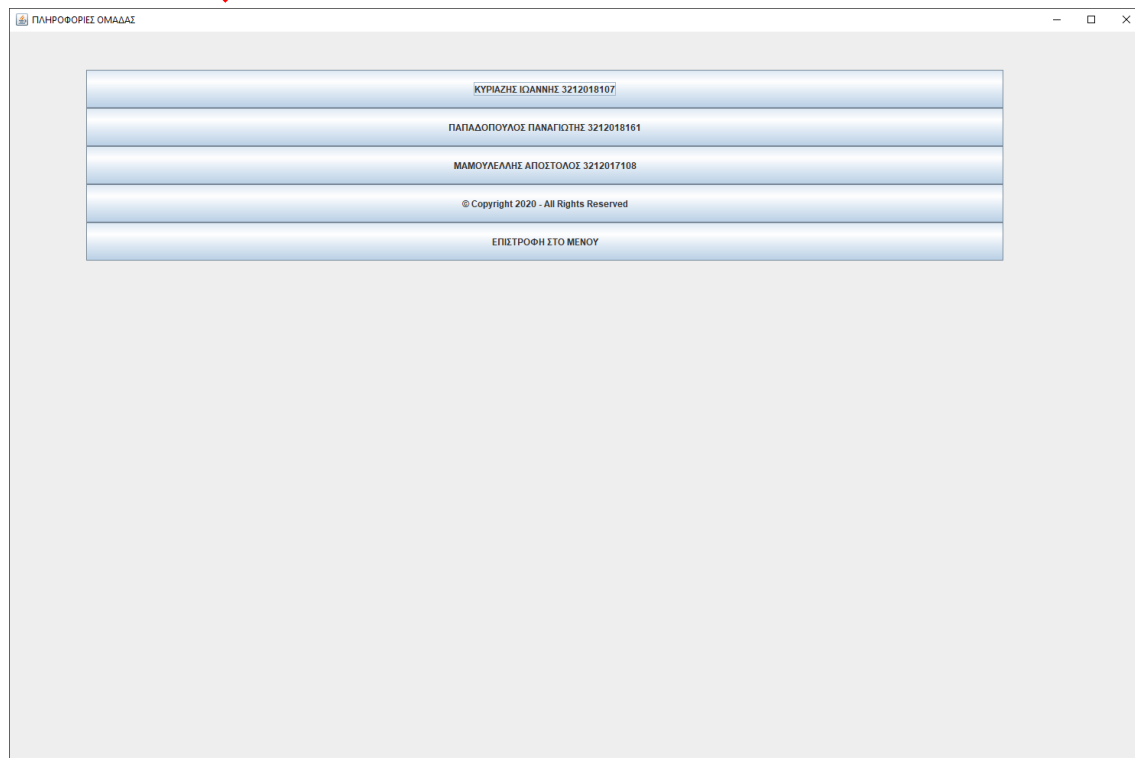 ΠΛΗΡΟΦΟΡΙΕΣ ΟΜΑΔΑΣ
ΚΥΡΙΑΖΗΣ ΙΩΑΝΝΗΣ 3212018107
ΠΑΠΑΔΟΠΟΥΛΟΣ ΠΑΝΑΓΙΩΤΗΣ 3212018161
ΜΑΜΟΥΛΕΛΛΗΣ ΑΠΟΣΤΟΛΟΣ 3212017108
© Copyright 2020 - All Rights Reserved
ΕΠΙΣΤΡΟΦΗ ΣΤΟ ΜΕΝΟΥ